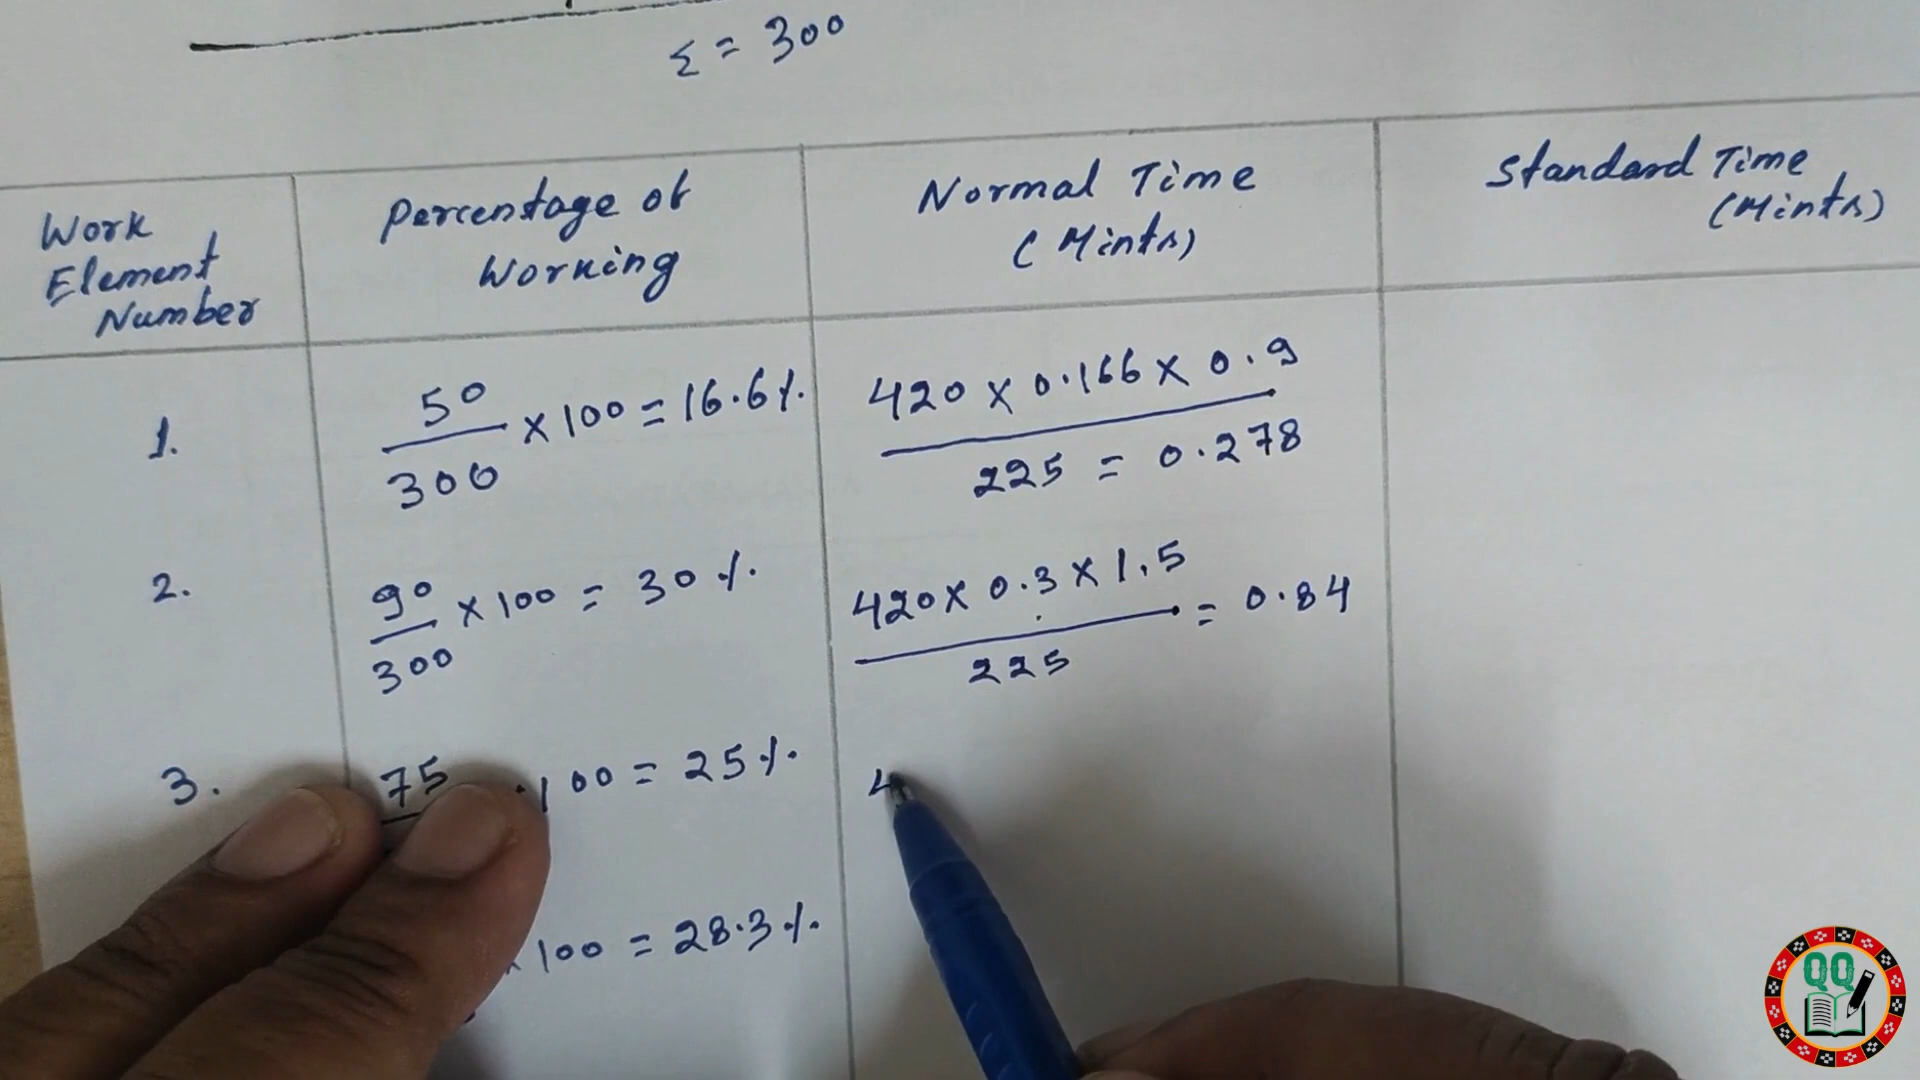 Σ = 300
Work Element Number
Percentage of Working
Normal Time (Mints)
Standard Time (Mints)
1.
50/300 × 100 = 16.6%
420 × 0.166 × 0.9 / 225 = 0.278
2.
90/300 × 100 = 30%
420 × 0.3 × 1.5 / 225 = 0.84
3.
75 100 = 25%
4
× 100 = 28.3%
QQ